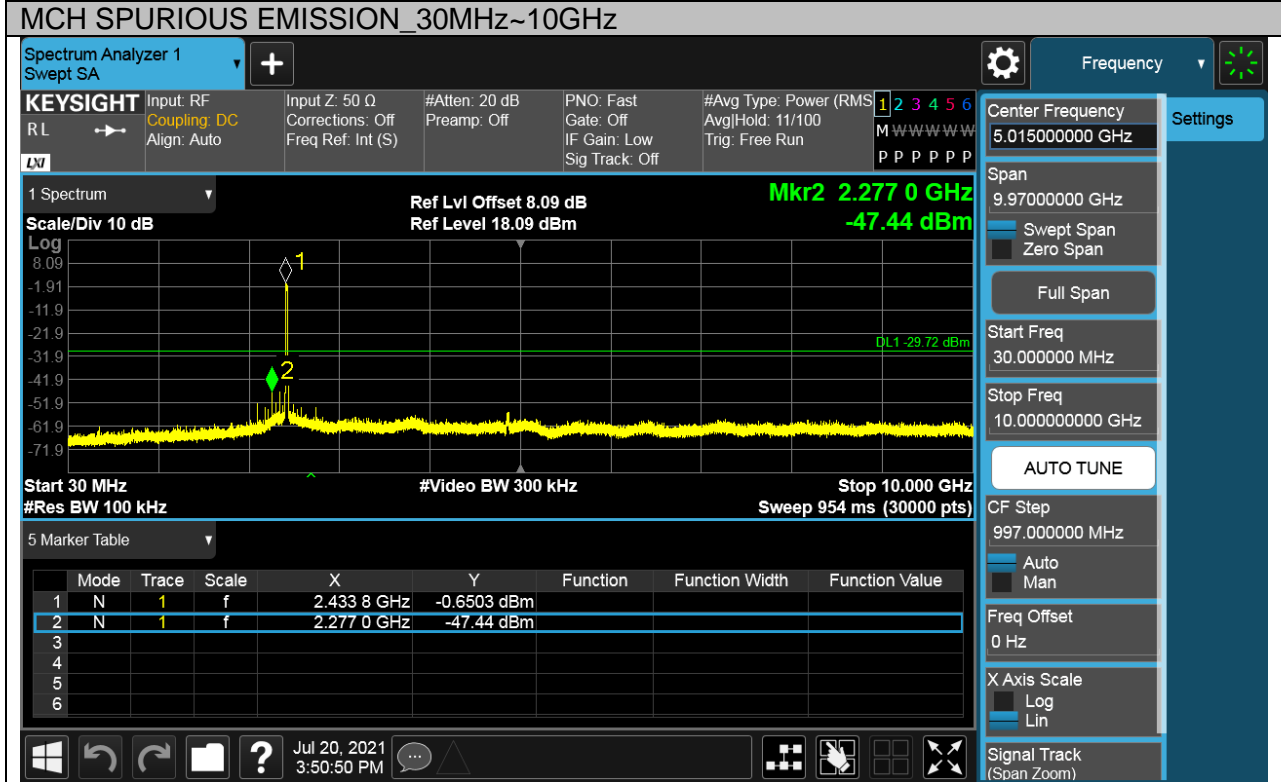 MCH SPURIOUS EMISSION_30MHz~10GHz
Spectrum Analyzer 1
Swept SA
Frequency
KEYSIGHT
RL
LXI
Input: RF
Coupling: DC
Align: Auto
Input Z: 50 Ω
Corrections: Off
Freq Ref: Int (S)
#Atten: 20 dB
Preamp: Off
PNO: Fast
Gate: Off
IF Gain: Low
Sig Track: Off
#Avg Type: Power (RMS
Avg|Hold: 11/100
Trig: Free Run
1 2 3 4 5 6
M W W W W W
P P P P P P
1 Spectrum
Scale/Div 10 dB
Ref Lvl Offset 8.09 dB
Ref Level 18.09 dBm
Mkr2 2.277 0 GHz
-47.44 dBm
Log
8.09
-1.91
-11.9
-21.9
-31.9
-41.9
-51.9
-61.9
-71.9
1
2
DL1 -29.72 dBm
Start 30 MHz
#Video BW 300 kHz
Stop 10.000 GHz
#Res BW 100 kHz
Sweep 954 ms (30000 pts)
5 Marker Table
Mode Trace Scale X Y Function Function Width Function Value
1 N 1 f 2.433 8 GHz -0.6503 dBm
2 N 1 f 2.277 0 GHz -47.44 dBm
3
4
5
6
Jul 20, 2021
3:50:50 PM
Center Frequency
5.015000000 GHz
Settings
Span
9.97000000 GHz
Swept Span
Zero Span
Full Span
Start Freq
30.000000 MHz
Stop Freq
10.000000000 GHz
AUTO TUNE
CF Step
997.000000 MHz
Auto
Man
Freq Offset
0 Hz
X Axis Scale
Log
Lin
Signal Track
(Span Zoom)